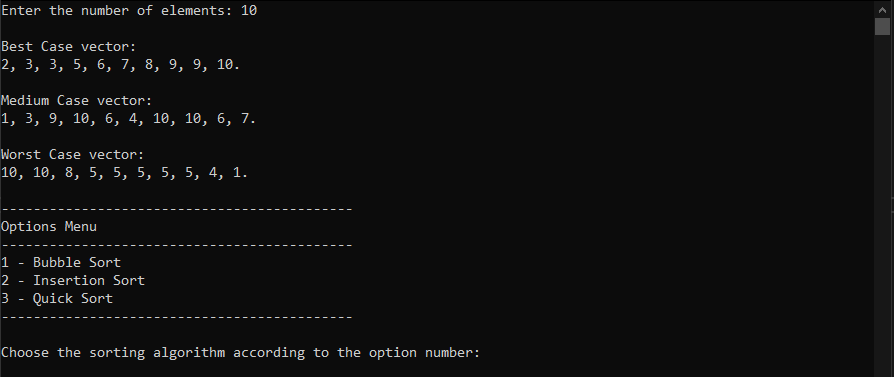 Enter the number of elements: 10
Best Case vector:
2, 3, 3, 5, 6, 7, 8, 9, 9, 10.
Medium Case vector:
1, 3, 9, 10, 6, 4, 10, 10, 6, 7.
Worst Case vector:
10, 10, 8, 5, 5, 5, 5, 5, 4, 1.
--------------------------------------------
Options Menu
--------------------------------------------
1 - Bubble Sort
2 - Insertion Sort
3 - Quick Sort
--------------------------------------------
Choose the sorting algorithm according to the option number: